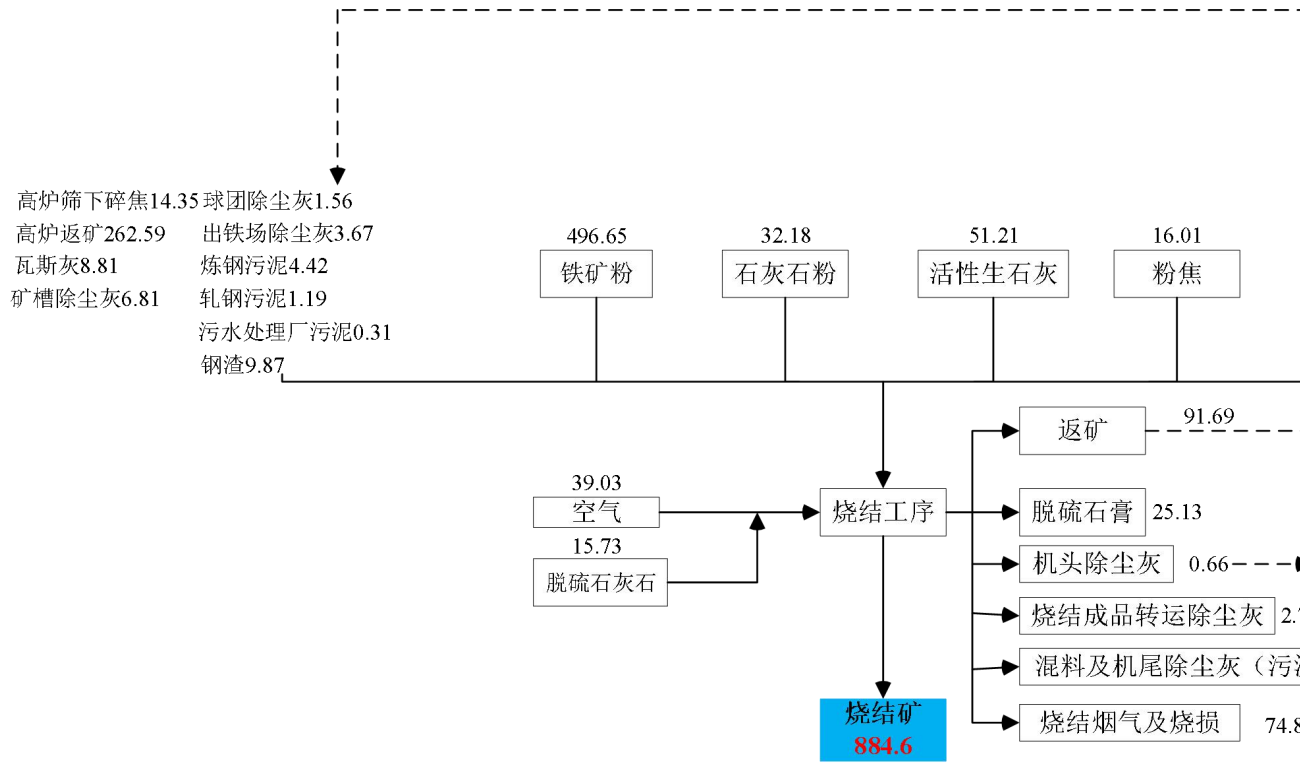 高炉筛下碎焦14.35 球团除尘灰1.56
高炉返矿262.59 出铁场除尘灰3.67
瓦斯灰8.81 炼钢污泥4.42
矿槽除尘灰6.81 轧钢污泥1.19
污水处理厂污泥0.31
钢渣9.87
496.65
铁矿粉
32.18
石灰石粉
51.21
活性生石灰
16.01
粉焦
返矿 91.69
39.03
空气
15.73
脱硫石灰石
烧结工序
脱硫石膏 25.13
机头除尘灰 0.66
烧结成品转运除尘灰 2.
混料及机尾除尘灰（污
烧结烟气及烧损 74.8
烧结矿
884.6